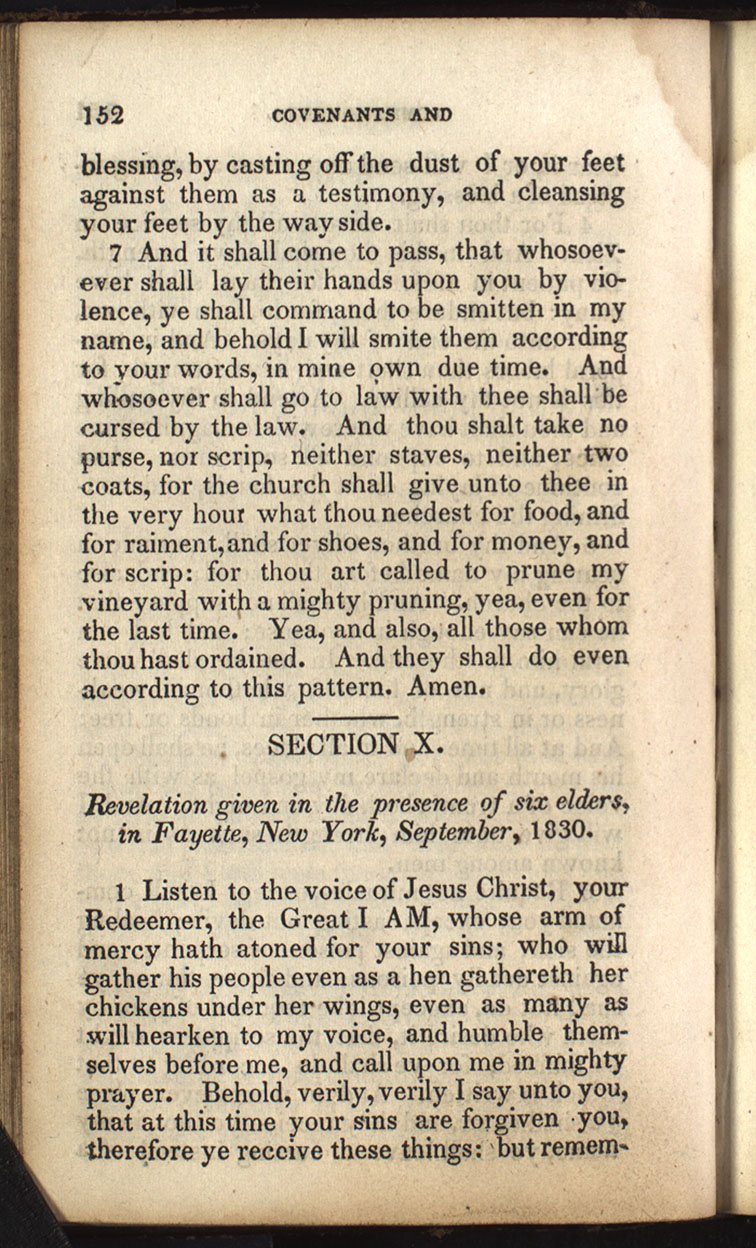 152 COVENANTS AND
blessing, by casting off the dust of your feet
against them as a testimony, and cleansing
your feet by the way side.
7 And it shall come to pass, that whosoev-
ever shall lay their hands upon you by vio-
lence, ye shall command to be smitten in my
name, and behold I will smite them according
to your words, in mine own due time. And
whosoever shall go to law with thee shall be
cursed by the law. And thou shalt take no
purse, nor scrip, neither staves, neither two
coats, for the church shall give unto thee in
the very hour what thou needest for food, and
for raiment, and for shoes, and for money, and
for scrip: for thou art called to prune my
vineyard with a mighty pruning, yea, even for
the last time. Yea, and also, all those whom
thou hast ordained. And they shall do even
according to this pattern. Amen.
SECTION X.
Revelation given in the presence of six elders,
in Fayette, New York, September, 1830.
1 Listen to the voice of Jesus Christ, your
Redeemer, the Great I AM, whose arm of
mercy hath atoned for your sins; who will
gather his people even as a hen gathereth her
chickens under her wings, even as many as
will hearken to my voice, and humble them-
selves before me, and call upon me in mighty
prayer. Behold, verily, verily I say unto you,
that at this time your sins are forgiven you,
therefore ye receive these things: but remem-